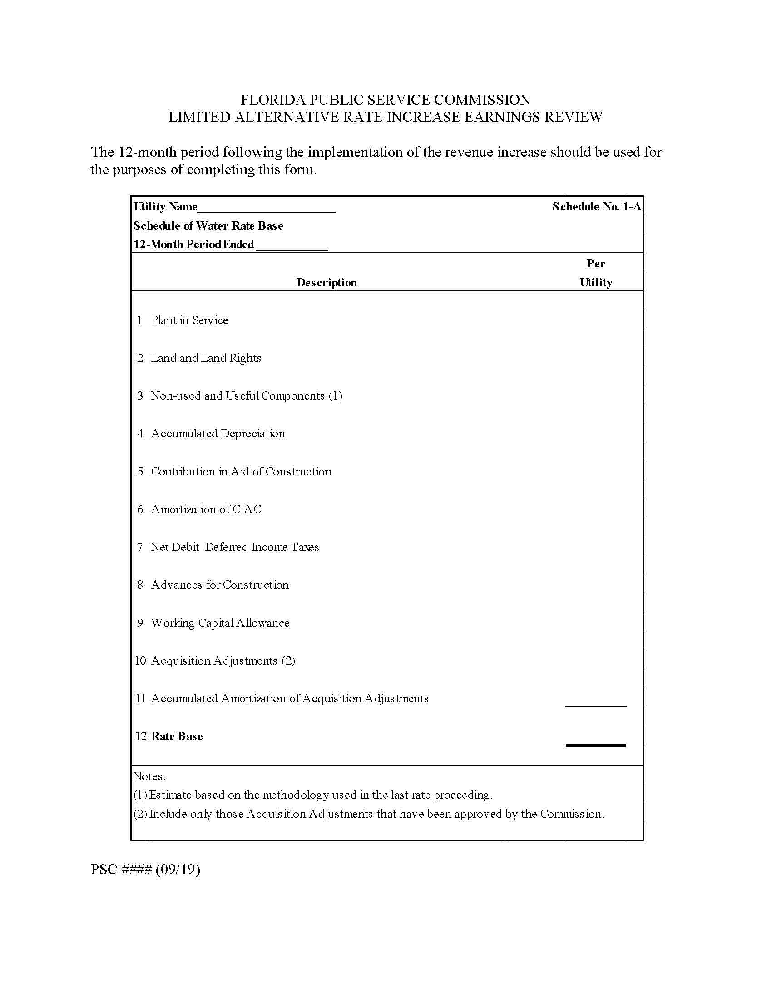 FLORIDA PUBLIC SERVICE COMMISSION
LIMITED ALTERNATIVE RATE INCREASE EARNINGS REVIEW
The 12-month period following the implementation of the revenue increase should be used for
the purposes of completing this form.
Utility Name______________________ Schedule No. 1-A
Schedule of Water Rate Base
12-Month Period Ended ____________
Per
Description Utility
1 Plant in Service
2 Land and Land Rights
3 Non-used and Useful Components (1)
4 Accumulated Depreciation
5 Contribution in Aid of Construction
6 Amortization of CIAC
7 Net Debit Deferred Income Taxes
8 Advances for Construction
9 Working Capital Allowance
10 Acquisition Adjustments (2)
11 Accumulated Amortization of Acquisition Adjustments
12 Rate Base
Notes:
(1) Estimate based on the methodology used in the last rate proceeding.
(2) Include only those Acquisition Adjustments that have been approved by the Commission.
PSC #### (09/19)